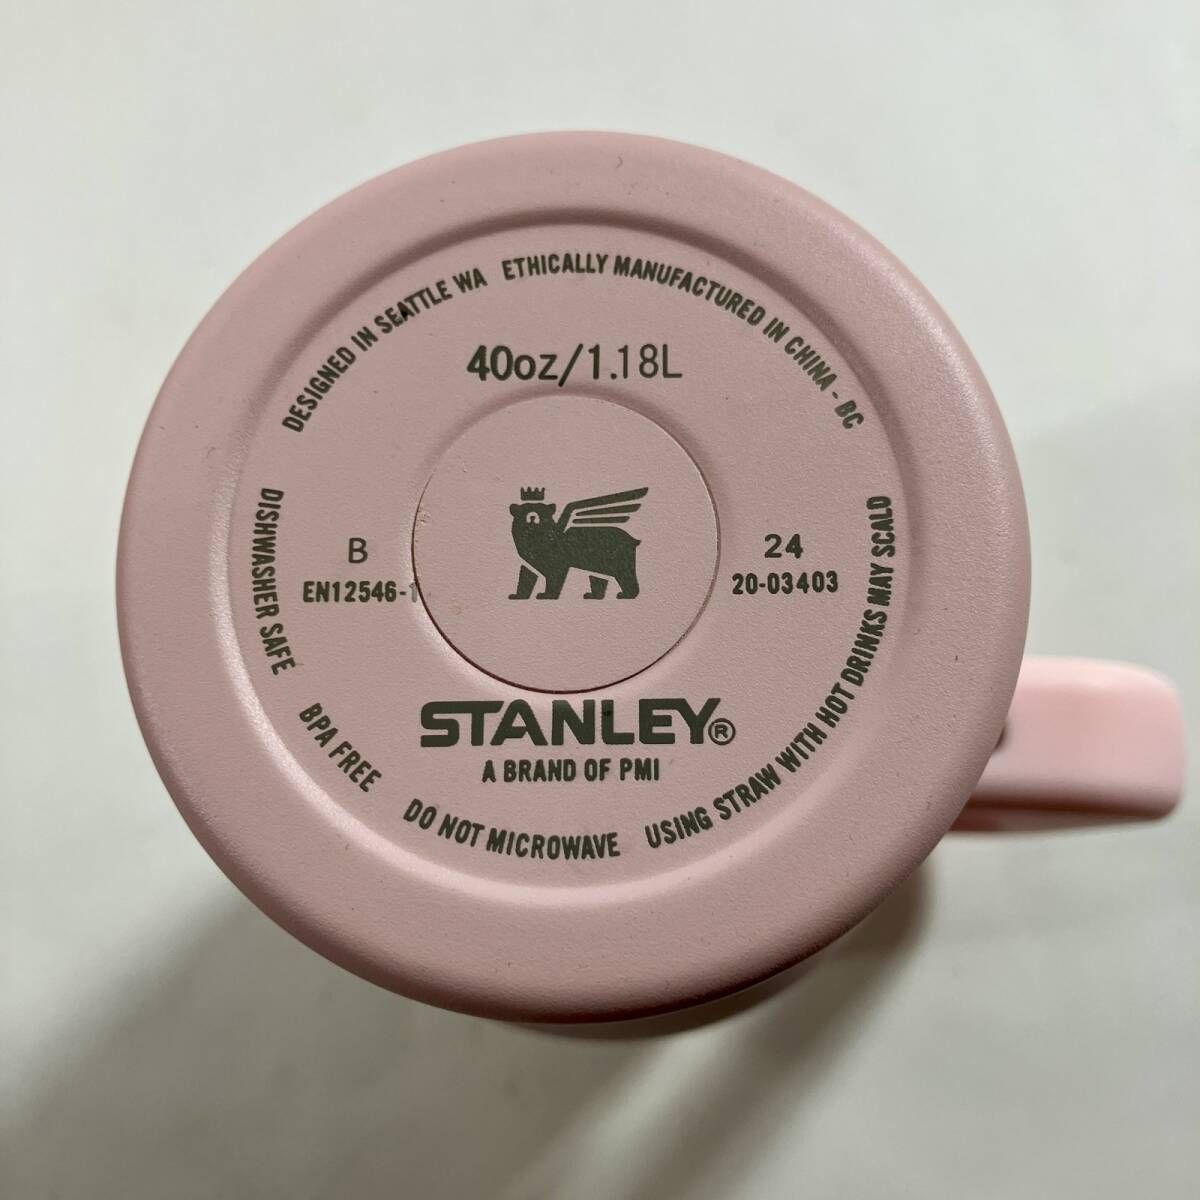 DESIGNED IN SEATTLE WA
ETHICALLY MANUFACTURED IN CHINA - BC
40oz/1.18L
B
EN12546-1
24
20-03403
STANLEY®
A BRAND OF PMI
DISHWASHER SAFE
BPA FREE
DO NOT MICROWAVE
USING STRAW WITH HOT DRINKS MAY SCALD